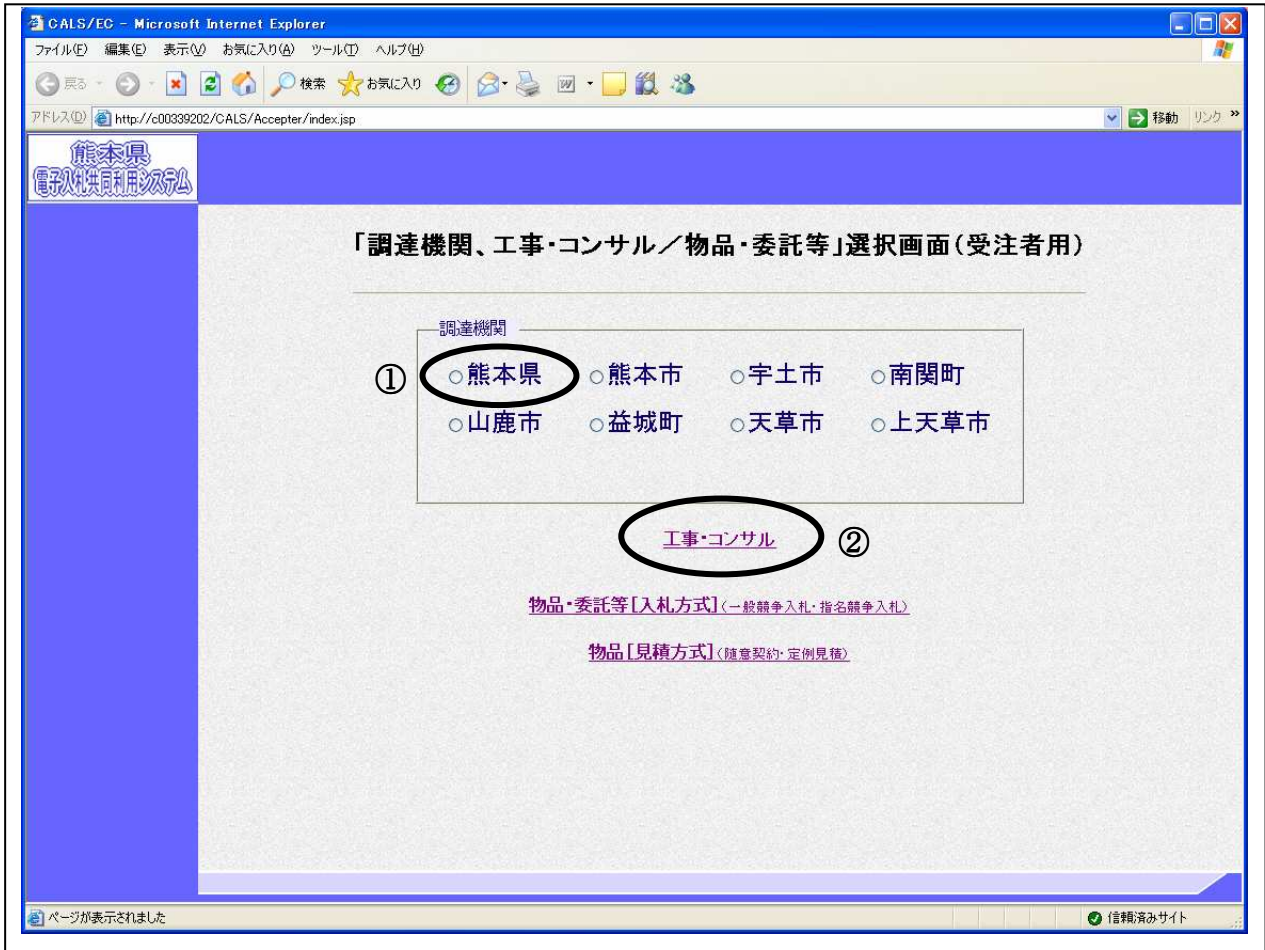 CALS/EC - Microsoft Internet Explorer
ファイル(F) 編集(E) 表示(V) お気に入り(A) ツール(T) ヘルプ(H)
戻る 検索 お気に入り
アドレス(D) http://c00339202/CALS/Accepter/index.jsp 移動 リンク »
熊本県
電子入札共同利用システム
「調達機関、工事・コンサル／物品・委託等」選択画面(受注者用)
調達機関
① ○熊本県 ○熊本市 ○宇土市 ○南関町
○山鹿市 ○益城町 ○天草市 ○上天草市
工事・コンサル ②
物品・委託等[入札方式](一般競争入札・指名競争入札)
物品[見積方式](随意契約・定例見積)
ページが表示されました 信頼済みサイト